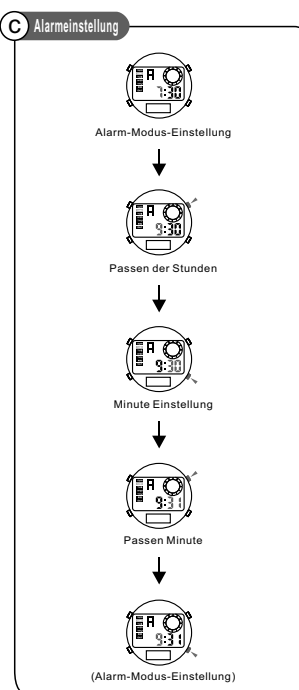 C Alarmeinstellung
A
7:30
Alarm-Modus-Einstellung
A
9:30
Passen der Stunden
A
9:30
Minute Einstellung
A
9:31
Passen Minute
A
9:31
(Alarm-Modus-Einstellung)